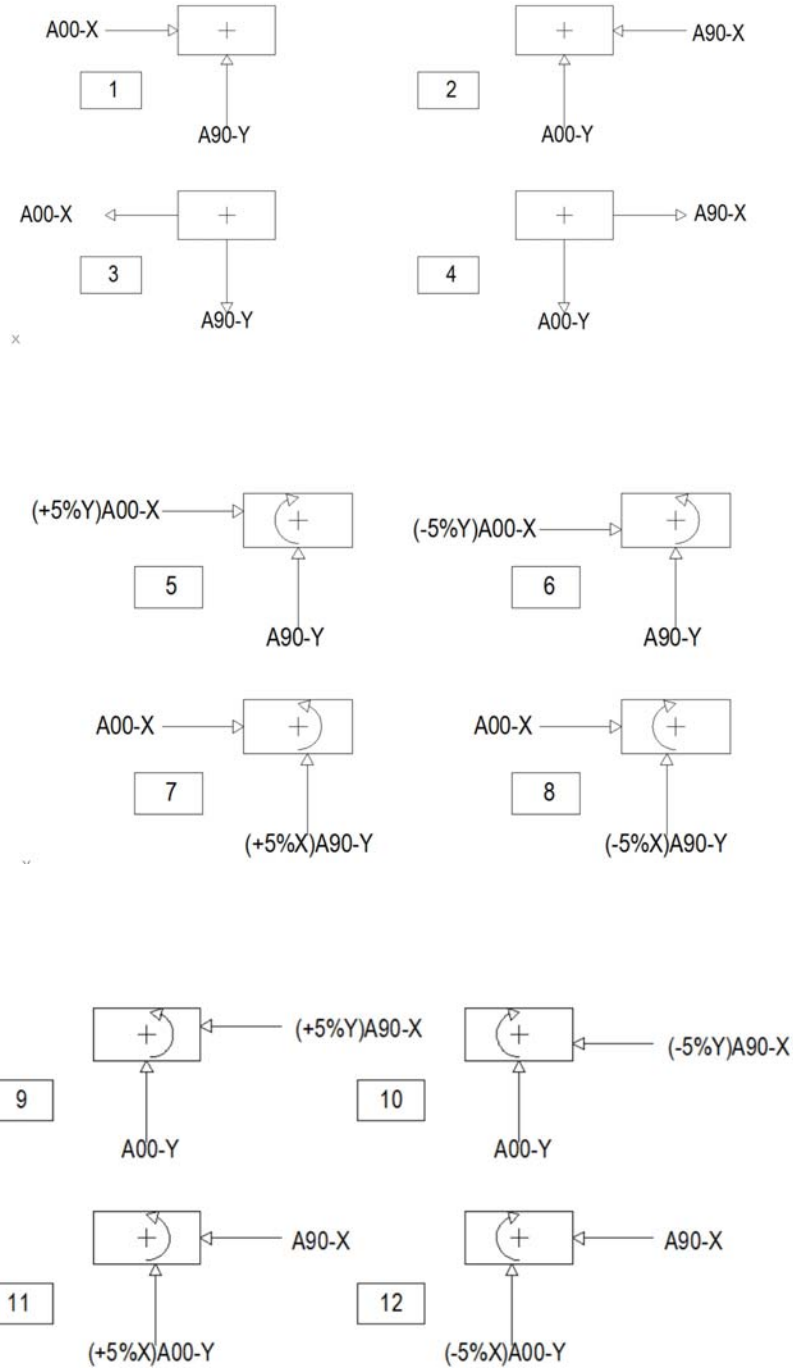 A00-X
A90-X
1
2
A90-Y
A00-Y
A00-X
A90-X
3
4
A90-Y
A00-Y
X
(+5%Y)A00-X
(-5%Y)A00-X
5
6
A90-Y
A90-Y
A00-X
A00-X
7
8
(+5%X)A90-Y
(-5%X)A90-Y
(+5%Y)A90-X
(-5%Y)A90-X
9
10
A00-Y
A00-Y
A90-X
A90-X
11
12
(+5%X)A00-Y
(-5%X)A00-Y